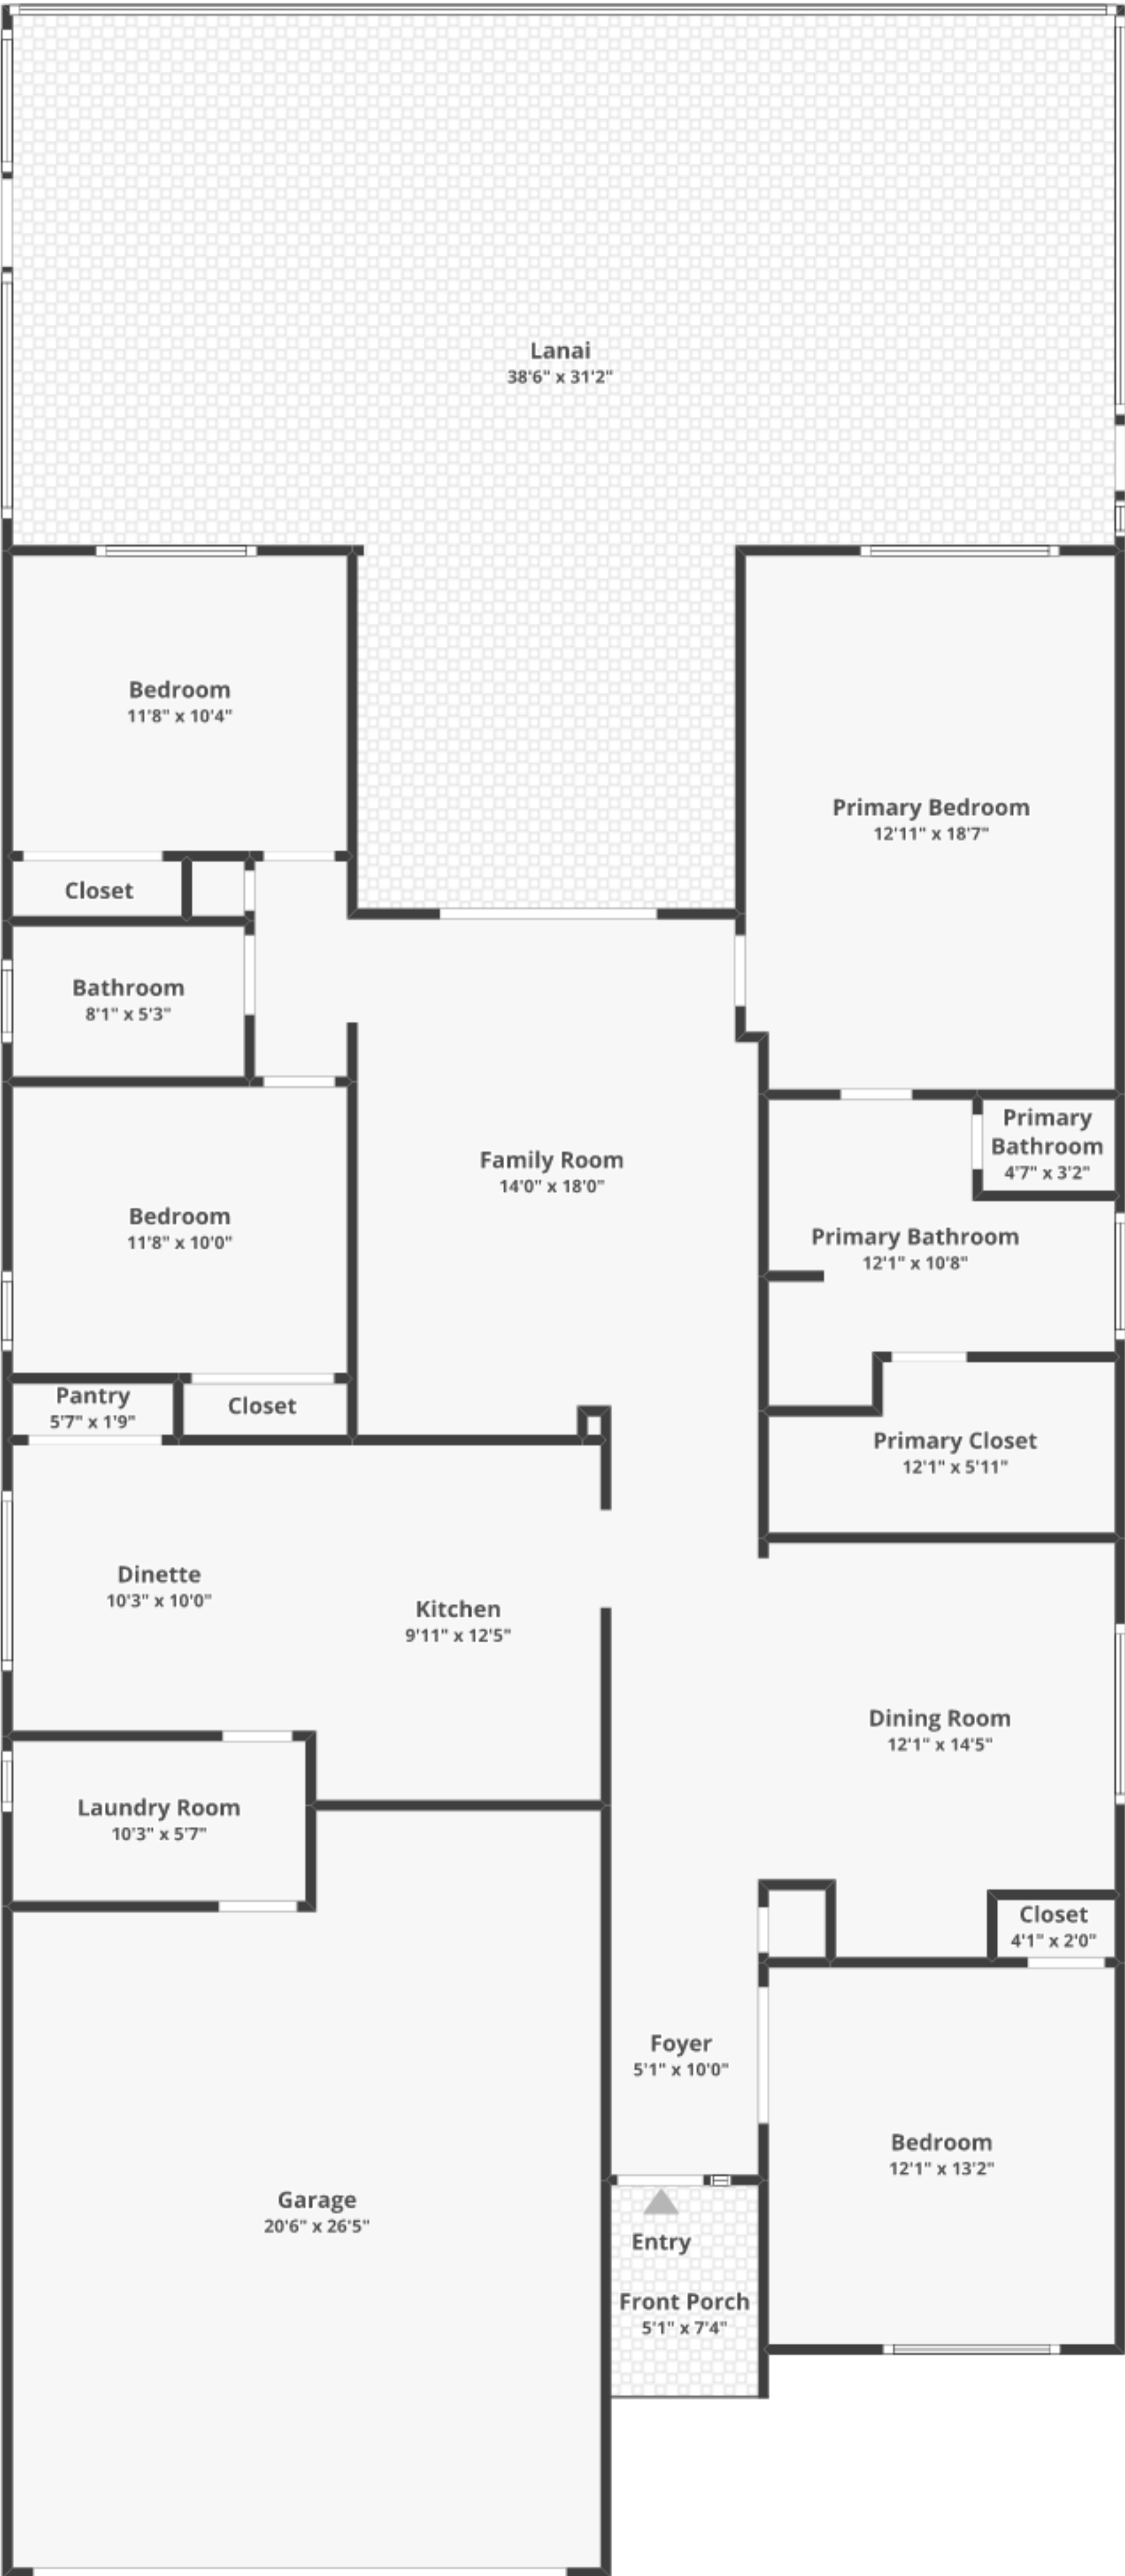 Lanai
38'6" x 31'2"
Bedroom
11'8" x 10'4"
Primary Bedroom
12'11" x 18'7"
Closet
Bathroom
8'1" x 5'3"
Primary
Bathroom
4'7" x 3'2"
Family Room
14'0" x 18'0"
Bedroom
11'8" x 10'0"
Primary Bathroom
12'1" x 10'8"
Pantry
5'7" x 1'9"
Closet
Primary Closet
12'1" x 5'11"
Dinette
10'3" x 10'0"
Kitchen
9'11" x 12'5"
Dining Room
12'1" x 14'5"
Laundry Room
10'3" x 5'7"
Closet
4'1" x 2'0"
Foyer
5'1" x 10'0"
Bedroom
12'1" x 13'2"
Garage
20'6" x 26'5"
Entry
Front Porch
5'1" x 7'4"